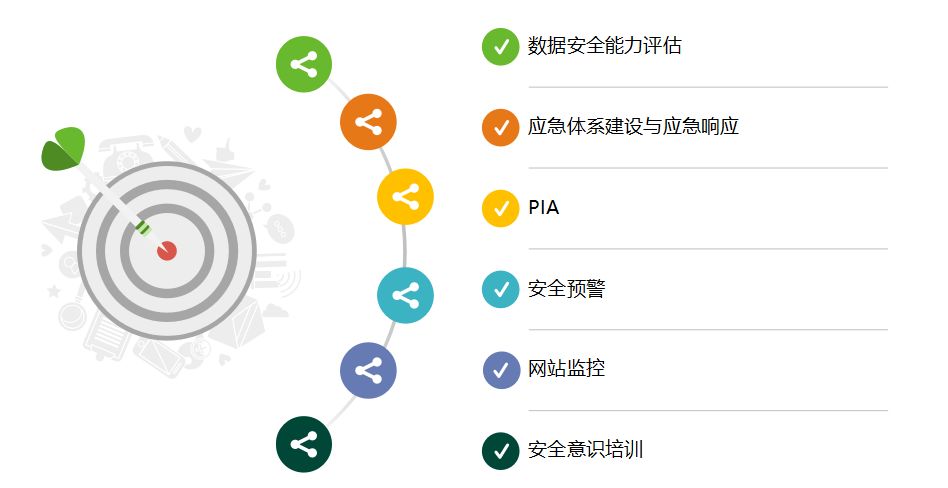 数据安全能力评估
应急体系建设与应急响应
PIA
安全预警
网站监控
安全意识培训